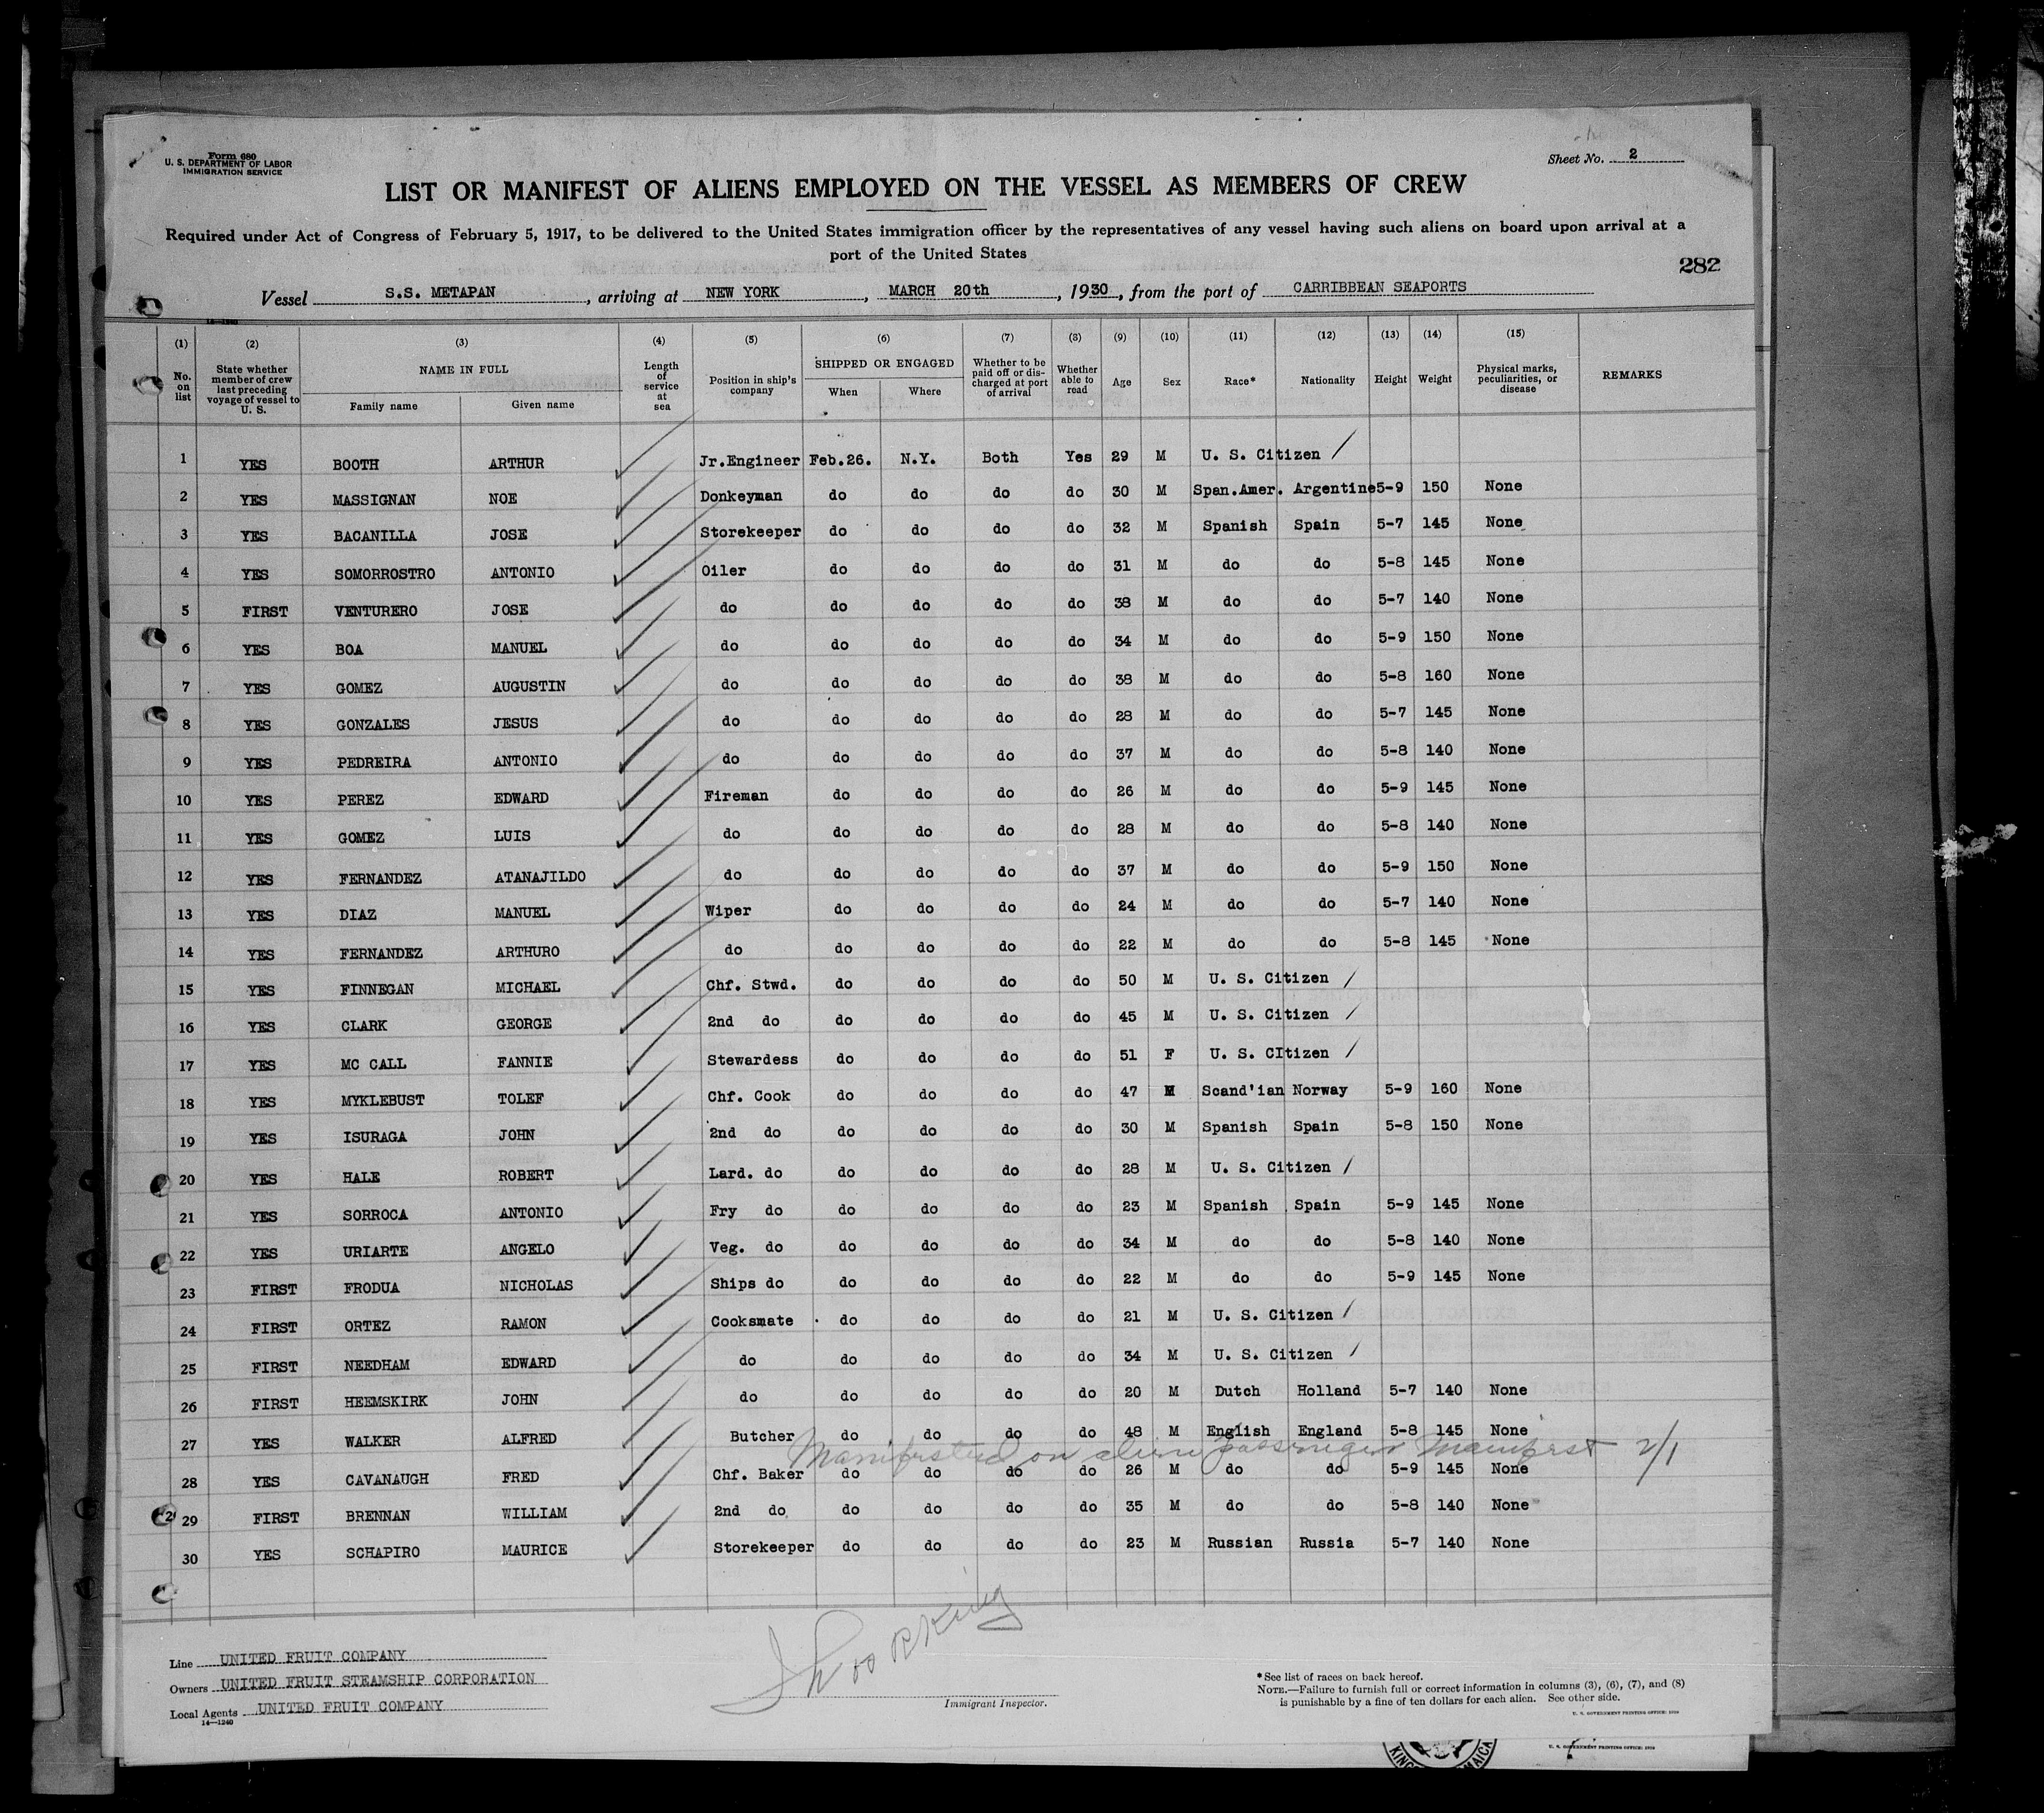 Form 680
U. S. DEPARTMENT OF LABOR
IMMIGRATION SERVICE
Sheet No. 2
LIST OR MANIFEST OF ALIENS EMPLOYED ON THE VESSEL AS MEMBERS OF CREW
Required under Act of Congress of February 5, 1917, to be delivered to the United States immigration officer by the representatives of any vessel having such aliens on board upon arrival at a
port of the United States
282
Vessel S.S. METAPAN, arriving at NEW YORK, MARCH 20th, 1930, from the port of CARRIBBEAN SEAPORTS
(1) (2) (3) (4) (5) (6) (7) (8) (9) (10) (11) (12) (13) (14) (15)
No. on list State whether member of crew last preceding voyage of vessel to U. S. NAME IN FULL Family name Given name Length of service at sea Position in ship's company SHIPPED OR ENGAGED When Where Whether to be paid off or discharged at port of arrival Whether able to read Age Sex Race* Nationality Height Weight Physical marks, peculiarities, or disease REMARKS
1 YES BOOTH ARTHUR Jr.Engineer Feb.26. N.Y. Both Yes 29 M U. S. Citizen
2 YES MASSIGNAN NOE Donkeyman do do do do 30 M Span.Amer. Argentine 5-9 150 None
3 YES BACANILLA JOSE Storekeeper do do do do 32 M Spanish Spain 5-7 145 None
4 YES SOMORROSTRO ANTONIO Oiler do do do do 31 M do do 5-8 145 None
5 FIRST VENTURERO JOSE do do do do do 38 M do do 5-7 140 None
6 YES BOA MANUEL do do do do do 34 M do do 5-9 150 None
7 YES GOMEZ AUGUSTIN do do do do do 38 M do do 5-8 160 None
8 YES GONZALES JESUS do do do do do 28 M do do 5-7 145 None
9 YES PEDREIRA ANTONIO do do do do do 37 M do do 5-8 140 None
10 YES PEREZ EDWARD Fireman do do do do 26 M do do 5-9 145 None
11 YES GOMEZ LUIS do do do do do 28 M do do 5-8 140 None
12 YES FERNANDEZ ATANAJILDO do do do do do 37 M do do 5-9 150 None
13 YES DIAZ MANUEL Wiper do do do do 24 M do do 5-7 140 None
14 YES FERNANDEZ ARTHURO do do do do do 22 M do do 5-8 145 None
15 YES FINNEGAN MICHAEL Chf. Stwd. do do do do 50 M U. S. Citizen
16 YES CLARK GEORGE 2nd do do do do do 45 M U. S. Citizen
17 YES MC CALL FANNIE Stewardess do do do do 51 F U. S. CItizen
18 YES MYKLEBUST TOLEF Chf. Cook do do do do 47 M Scand'ian Norway 5-9 160 None
19 YES ISURAGA JOHN 2nd do do do do do 30 M Spanish Spain 5-8 150 None
20 YES HALE ROBERT Lard. do do do do do 28 M U. S. Citizen
21 YES SORROCA ANTONIO Fry do do do do do 23 M Spanish Spain 5-9 145 None
22 YES URIARTE ANGELO Veg. do do do do do 34 M do do 5-8 140 None
23 FIRST FRODUA NICHOLAS Ships do do do do do 22 M do do 5-9 145 None
24 FIRST ORTEZ RAMON Cooksmate do do do do 21 M U. S. Citizen
25 FIRST NEEDHAM EDWARD do do do do do 34 M U. S. Citizen
26 FIRST HEEMSKIRK JOHN do do do do do 20 M Dutch Holland 5-7 140 None
27 YES WALKER ALFRED Butcher do do do do 48 M English England 5-8 145 None
Manifested on alien passenger Manifest 2/1
28 YES CAVANAUGH FRED Chf. Baker do do do do 26 M do do 5-9 145 None
29 FIRST BRENNAN WILLIAM 2nd do do do do do 35 M do do 5-8 140 None
30 YES SCHAPIRO MAURICE Storekeeper do do do do 23 M Russian Russia 5-7 140 None
Line UNITED FRUIT COMPANY
Owners UNITED FRUIT STEAMSHIP CORPORATION
Local Agents UNITED FRUIT COMPANY
14—1240
Immigrant Inspector.
*See list of races on back hereof.
NOTE.—Failure to furnish full or correct information in columns (3), (6), (7), and (8)
is punishable by a fine of ten dollars for each alien. See other side.
U. S. GOVERNMENT PRINTING OFFICE:
U. S. GOVERNMENT PRINTING OFFICE: